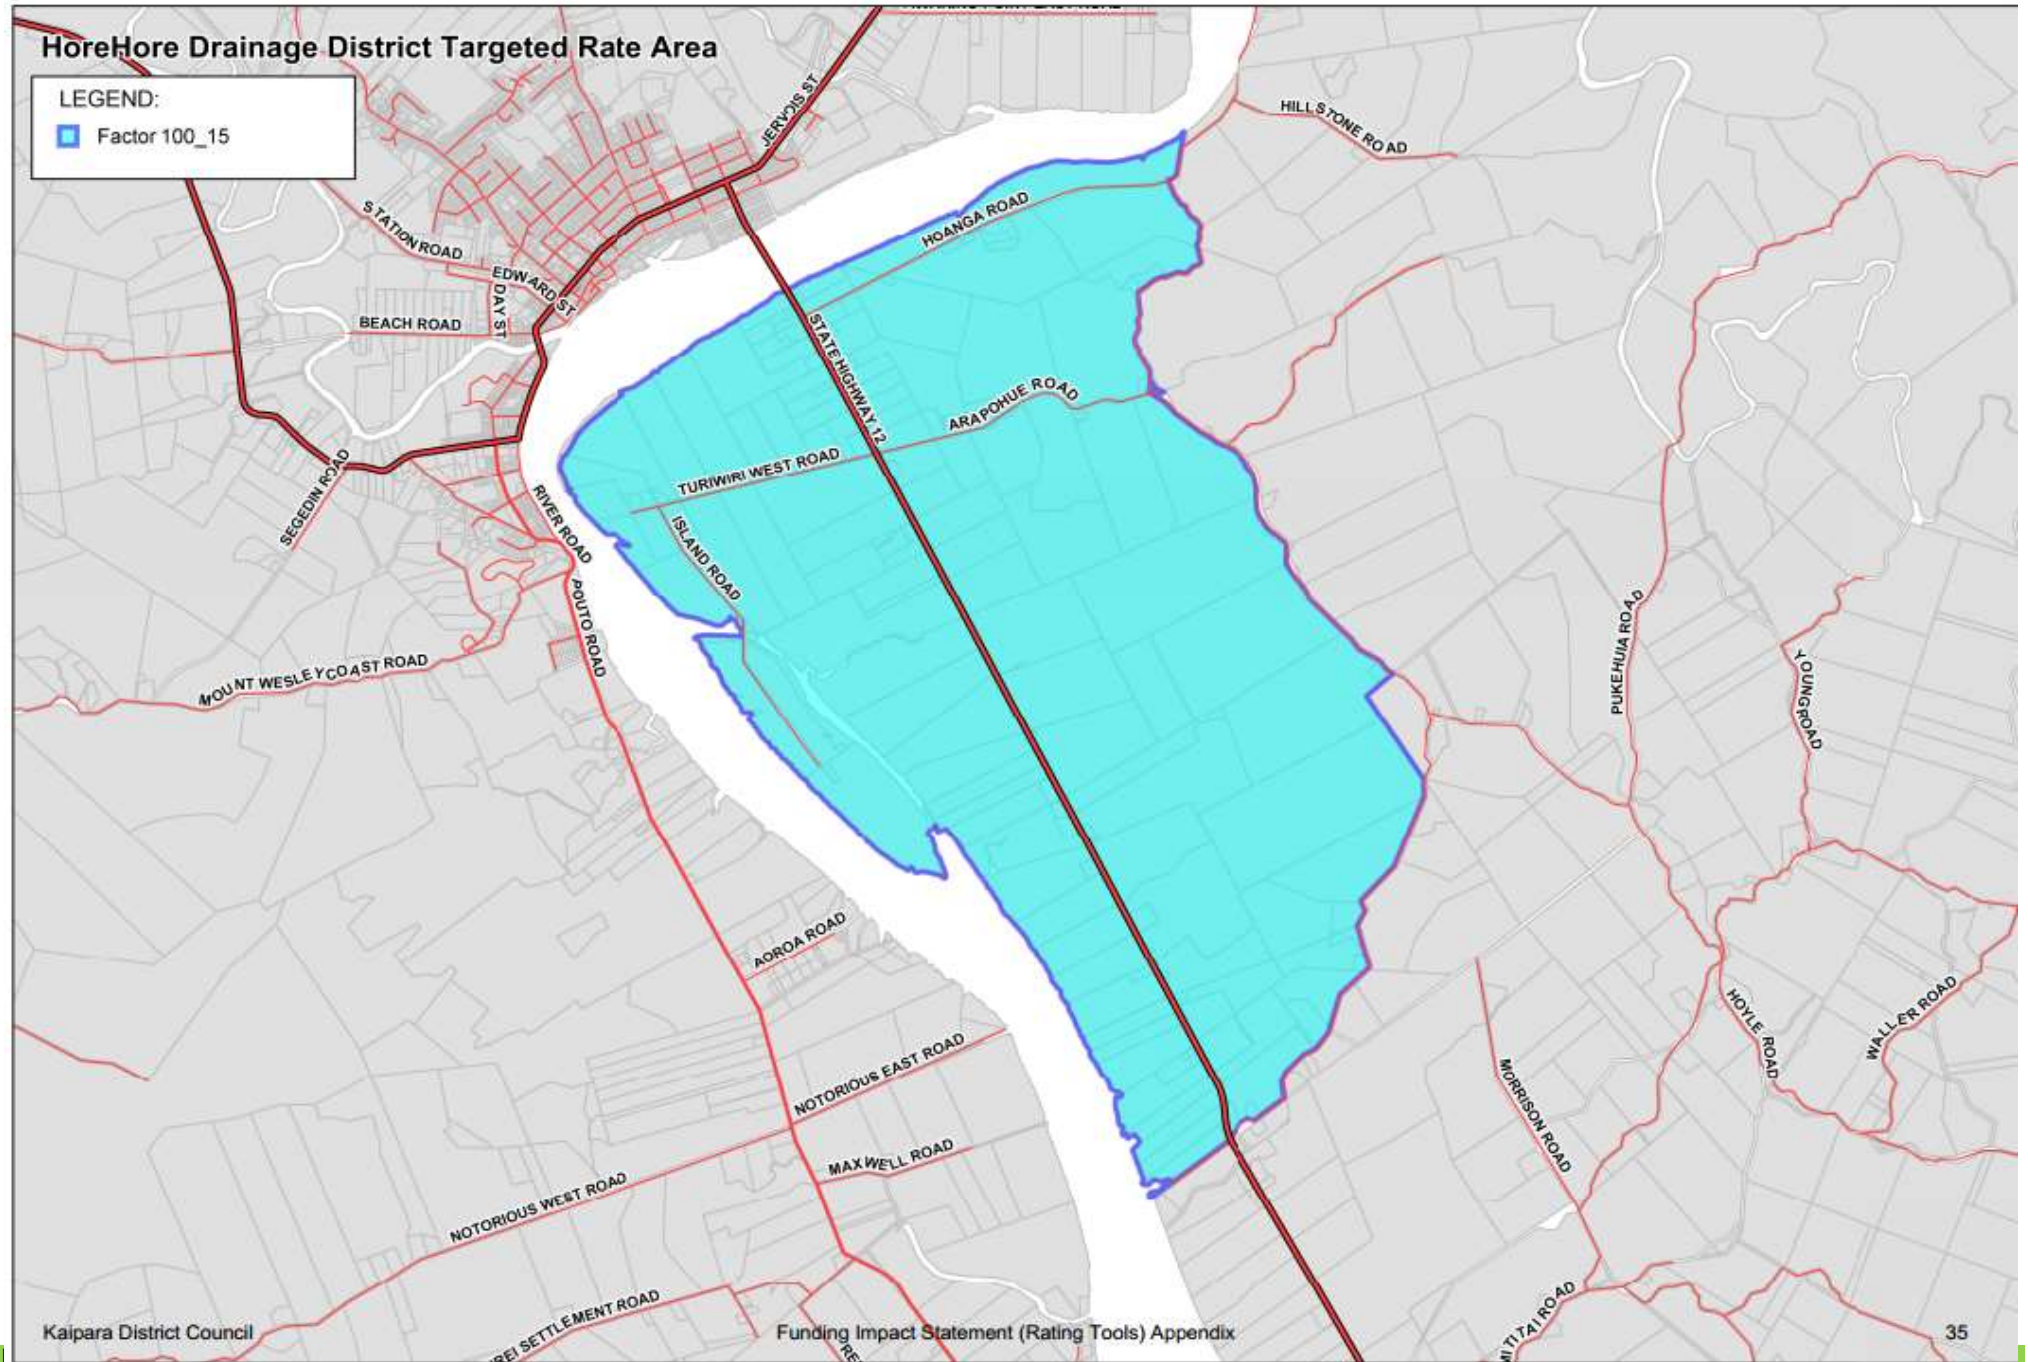 HoreHore Drainage District Targeted Rate Area
LEGEND:
Factor 100_15
JERVOIS ST
HILLSTONE ROAD
STATION ROAD
EDWARD ST
DAY ST
BEACH ROAD
HOANGA ROAD
STATE HIGHWAY 12
ARAPOHUE ROAD
TURIWIRI WEST ROAD
SEGEDIN ROAD
RIVER ROAD
ISLAND ROAD
POUTO ROAD
MOUNT WESLEY COAST ROAD
PUKEHUIA ROAD
YOUNG ROAD
AOROA ROAD
HOYLE ROAD
WALLER ROAD
NOTORIOUS EAST ROAD
MORRISON ROAD
MAXWELL ROAD
NOTORIOUS WEST ROAD
SETTLEMENT ROAD
Kaipara District Council
Funding Impact Statement (Rating Tools) Appendix
35